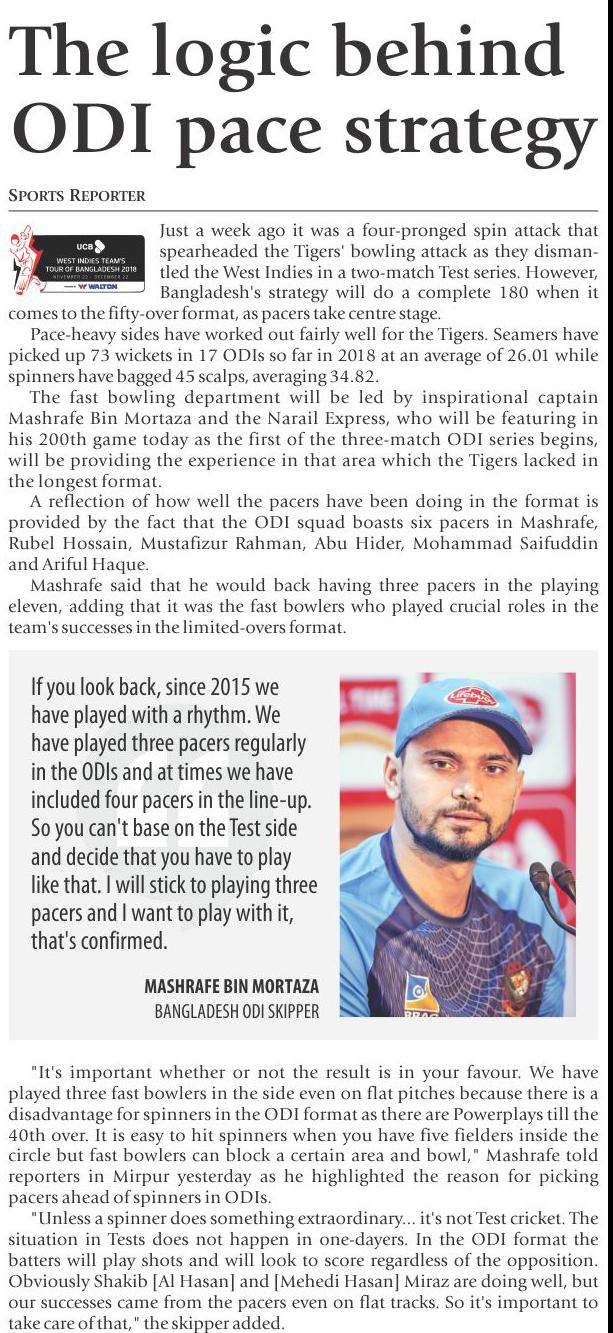 The logic behind
ODI pace strategy
SPORTS REPORTER
UCB
WEST INDIES TEAM'S
TOUR OF BANGLADESH 2018
NOVEMBER 22 - DECEMBER 22
WALTON
Just a week ago it was a four-pronged spin attack that
spearheaded the Tigers' bowling attack as they disman-
tled the West Indies in a two-match Test series. However,
Bangladesh's strategy will do a complete 180 when it
comes to the fifty-over format, as pacers take centre stage.
Pace-heavy sides have worked out fairly well for the Tigers. Seamers have
picked up 73 wickets in 17 ODIs so far in 2018 at an average of 26.01 while
spinners have bagged 45 scalps, averaging 34.82.
The fast bowling department will be led by inspirational captain
Mashrafe Bin Mortaza and the Narail Express, who will be featuring in
his 200th game today as the first of the three-match ODI series begins,
will be providing the experience in that area which the Tigers lacked in
the longest format.
A reflection of how well the pacers have been doing in the format is
provided by the fact that the ODI squad boasts six pacers in Mashrafe,
Rubel Hossain, Mustafizur Rahman, Abu Hider, Mohammad Saifuddin
and Ariful Haque.
Mashrafe said that he would back having three pacers in the playing
eleven, adding that it was the fast bowlers who played crucial roles in the
team's successes in the limited-overs format.
If you look back, since 2015 we
have played with a rhythm. We
have played three pacers regularly
in the ODIs and at times we have
included four pacers in the line-up.
So you can't base on the Test side
and decide that you have to play
like that. I will stick to playing three
pacers and I want to play with it,
that's confirmed.
MASHRAFE BIN MORTAZA
BANGLADESH ODI SKIPPER
Lifebuoy
BRAC
"It's important whether or not the result is in your favour. We have
played three fast bowlers in the side even on flat pitches because there is a
disadvantage for spinners in the ODI format as there are Powerplays till the
40th over. It is easy to hit spinners when you have five fielders inside the
circle but fast bowlers can block a certain area and bowl," Mashrafe told
reporters in Mirpur yesterday as he highlighted the reason for picking
pacers ahead of spinners in ODIs.
"Unless a spinner does something extraordinary... it's not Test cricket. The
situation in Tests does not happen in one-dayers. In the ODI format the
batters will play shots and will look to score regardless of the opposition.
Obviously Shakib [Al Hasan] and [Mehedi Hasan] Miraz are doing well, but
our successes came from the pacers even on flat tracks. So it's important to
take care of that," the skipper added.